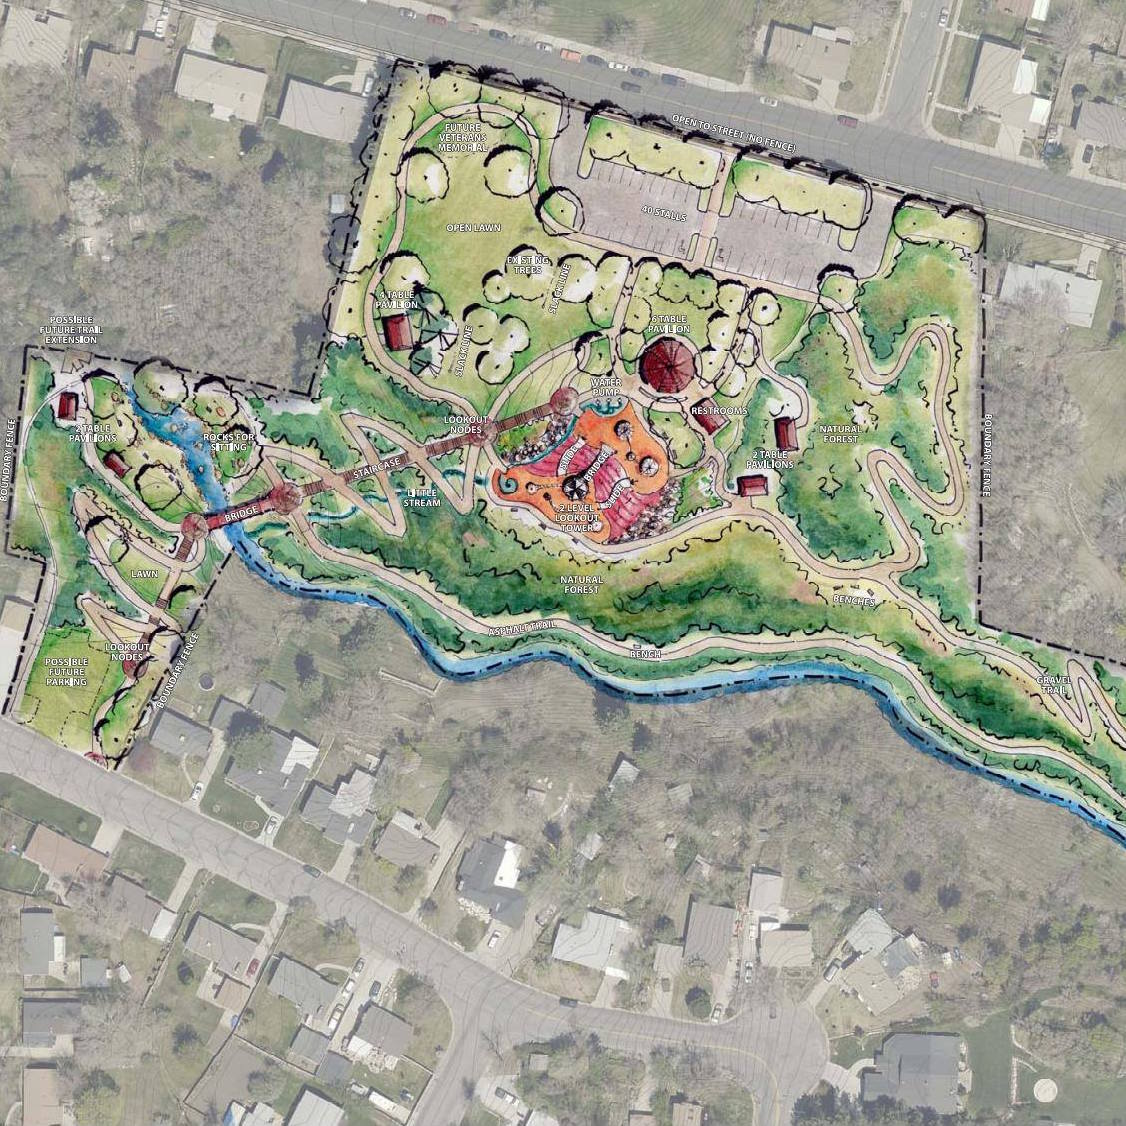 OPEN TO STREET (NO FENCE)
FUTURE
VETERANS
MEMORIAL
40 STALLS
OPEN LAWN
EXISTING
TREES
SLACKLINE
4 TABLE
PAVILION
SLACKLINE
6 TABLE
PAVILION
POSSIBLE
FUTURE TRAIL
EXTENSION
WATER
PUMP
RESTROOMS
LOOKOUT
NODES
2 TABLE
PAVILIONS
ROCKS FOR
SITTING
NATURAL
FOREST
BOUNDARY FENCE
BOUNDARY FENCE
STAIRCASE
SLIDE
BRIDGE
SLIDE
2 TABLE
PAVILIONS
LITTLE
STREAM
BRIDGE
2 LEVEL
LOOKOUT
TOWER
LAWN
NATURAL
FOREST
BENCHES
ASPHALT TRAIL
BENCH
LOOKOUT
NODES
BOUNDARY FENCE
POSSIBLE
FUTURE
PARKING
GRAVEL
TRAIL